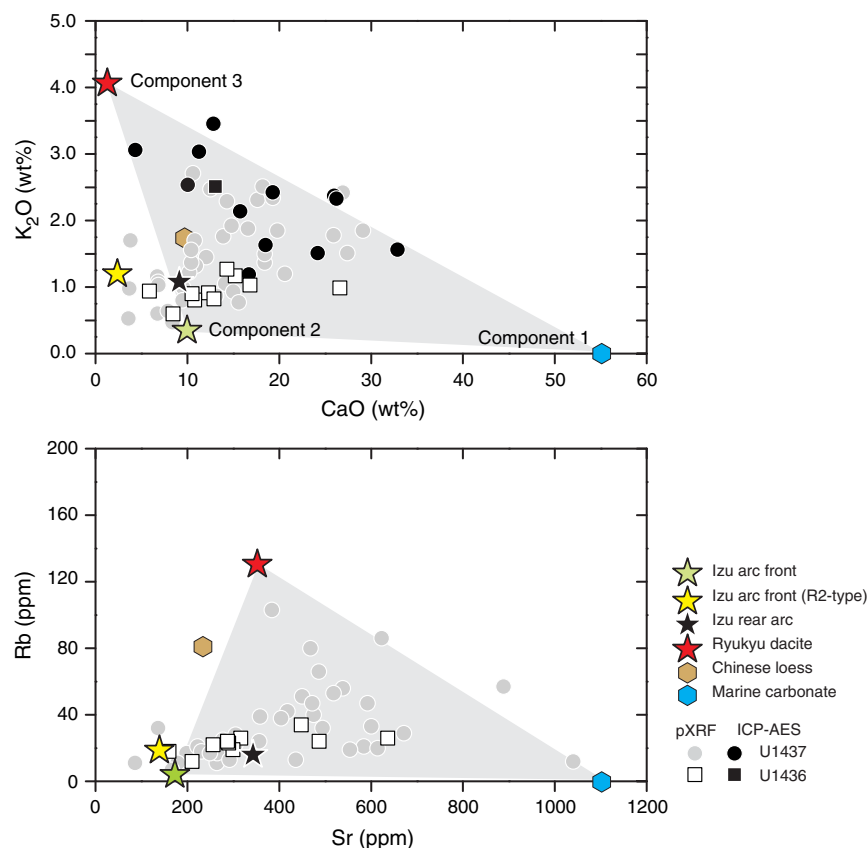 5.0
4.0
3.0
2.0
1.0
0.0
K2O (wt%)
Component 3
Component 2
Component 1
0 10 20 30 40 50 60
CaO (wt%)
200
160
120
80
40
0
Rb (ppm)
0 200 400 600 800 1000 1200
Sr (ppm)
Izu arc front
Izu arc front (R2-type)
Izu rear arc
Ryukyu dacite
Chinese loess
Marine carbonate
pXRF ICP-AES
U1437
U1436